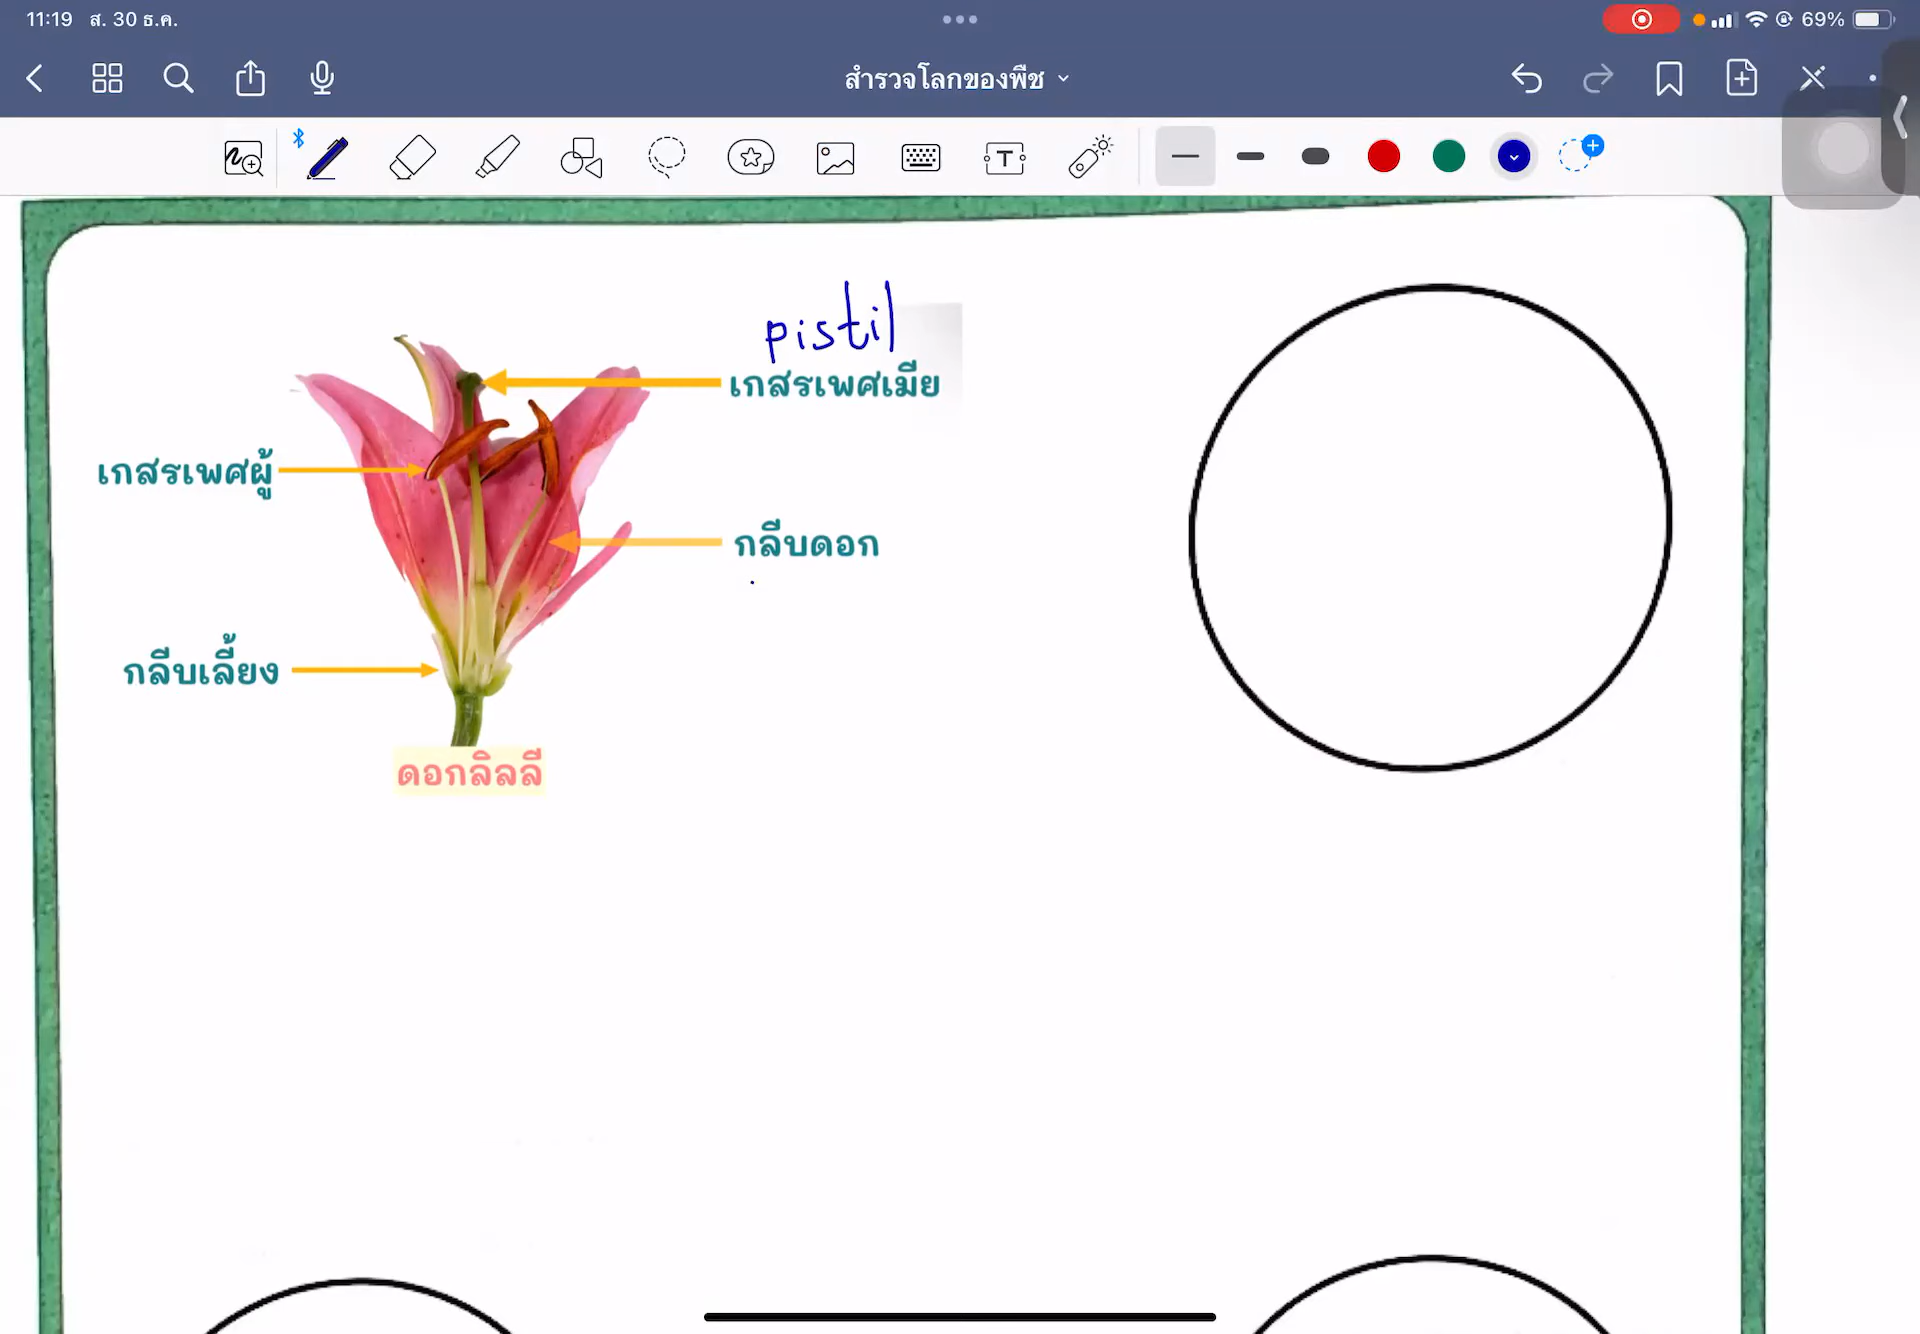 11:19 ส. 30 ธ.ค.
69%
สำรวจโลกของพืช
T
pistil
เกสรเพศเมีย
เกสรเพศผู้
กลีบดอก
กลีบเลี้ยง
ดอกลิลลี